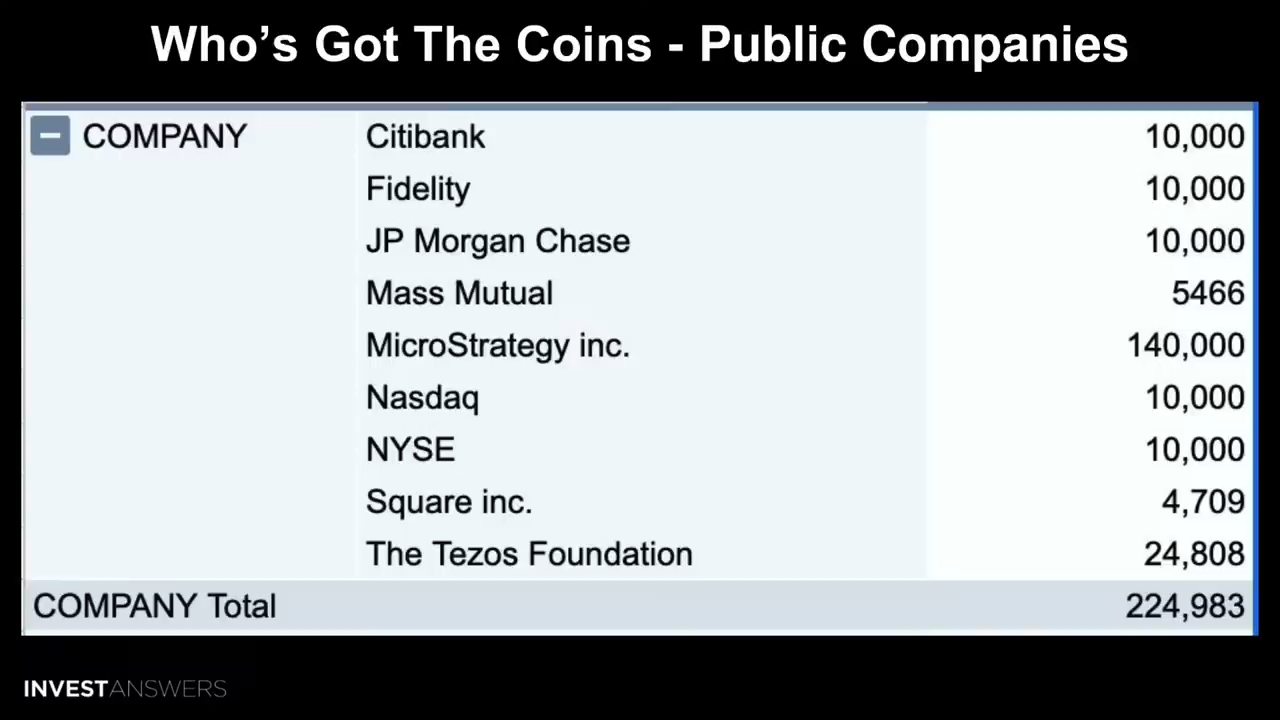 Who's Got The Coins - Public Companies
COMPANY Citibank 10,000
Fidelity 10,000
JP Morgan Chase 10,000
Mass Mutual 5466
MicroStrategy inc. 140,000
Nasdaq 10,000
NYSE 10,000
Square inc. 4,709
The Tezos Foundation 24,808
COMPANY Total 224,983
INVESTANSWERS